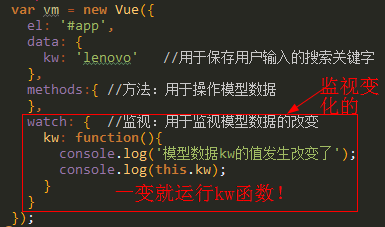 var vm = new Vue({
el: '#app',
data: {
kw: 'lenovo' //用于保存用户输入的搜索关键字
},
methods:{ //方法：用于操作模型数据
},
监视变化的
watch: { //监视：用于监视模型数据的改变
kw: function(){
console.log('模型数据kw的值发生改变了');
console.log(this.kw);
}
一变就运行kw函数！
}
});